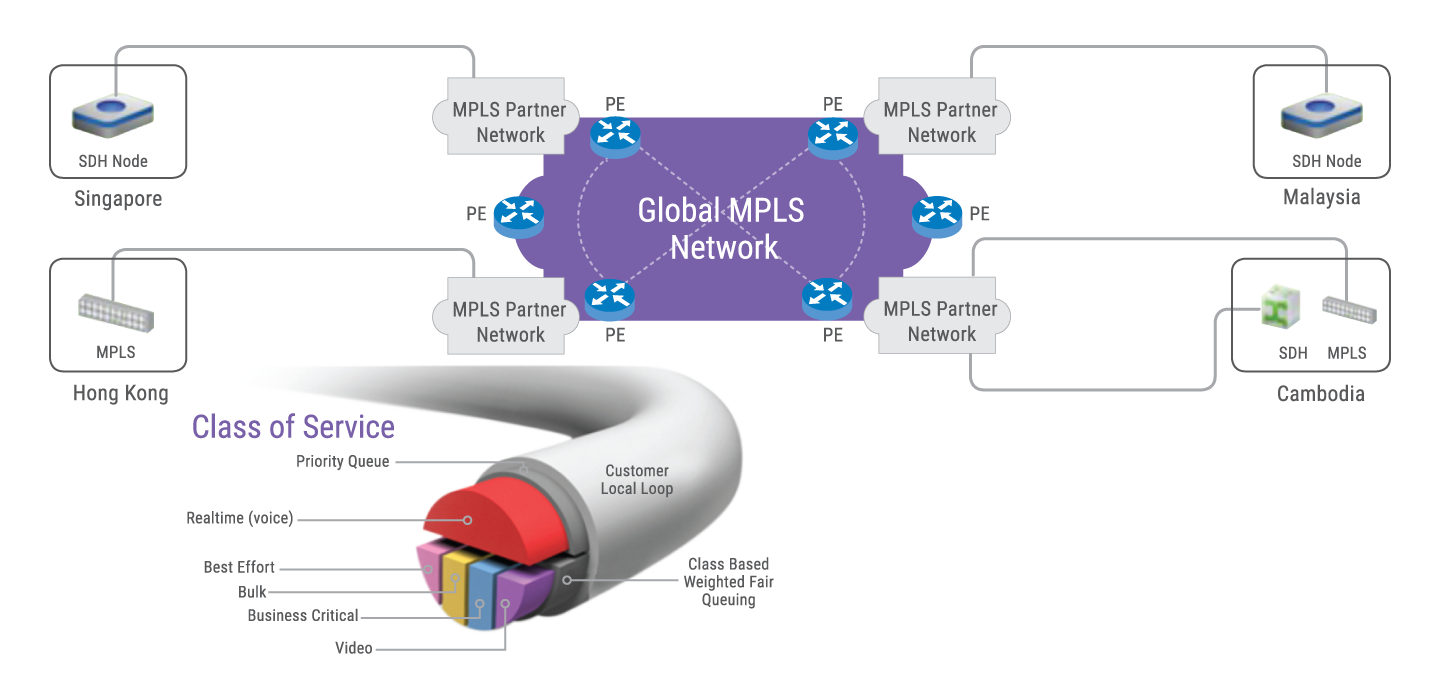 MPLS Partner
Network
PE
PE
MPLS Partner
Network
SDH Node
Singapore
SDH Node
Malaysia
PE
Global MPLS
Network
PE
MPLS
Hong Kong
MPLS Partner
Network
PE
PE
MPLS Partner
Network
SDH
MPLS
Cambodia
Class of Service
Priority Queue
Customer
Local Loop
Realtime (voice)
Best Effort
Bulk
Business Critical
Video
Class Based
Weighted Fair
Queuing